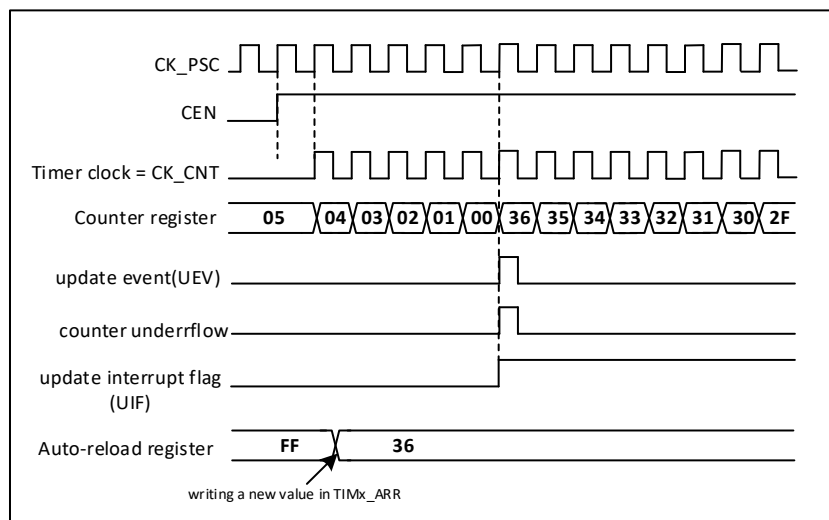 CK_PSC
CEN
Timer clock = CK_CNT
Counter register 05 04 03 02 01 00 36 35 34 33 32 31 30 2F
update event(UEV)
counter underrflow
update interrupt flag
(UIF)
Auto-reload register FF 36
writing a new value in TIMx_ARR